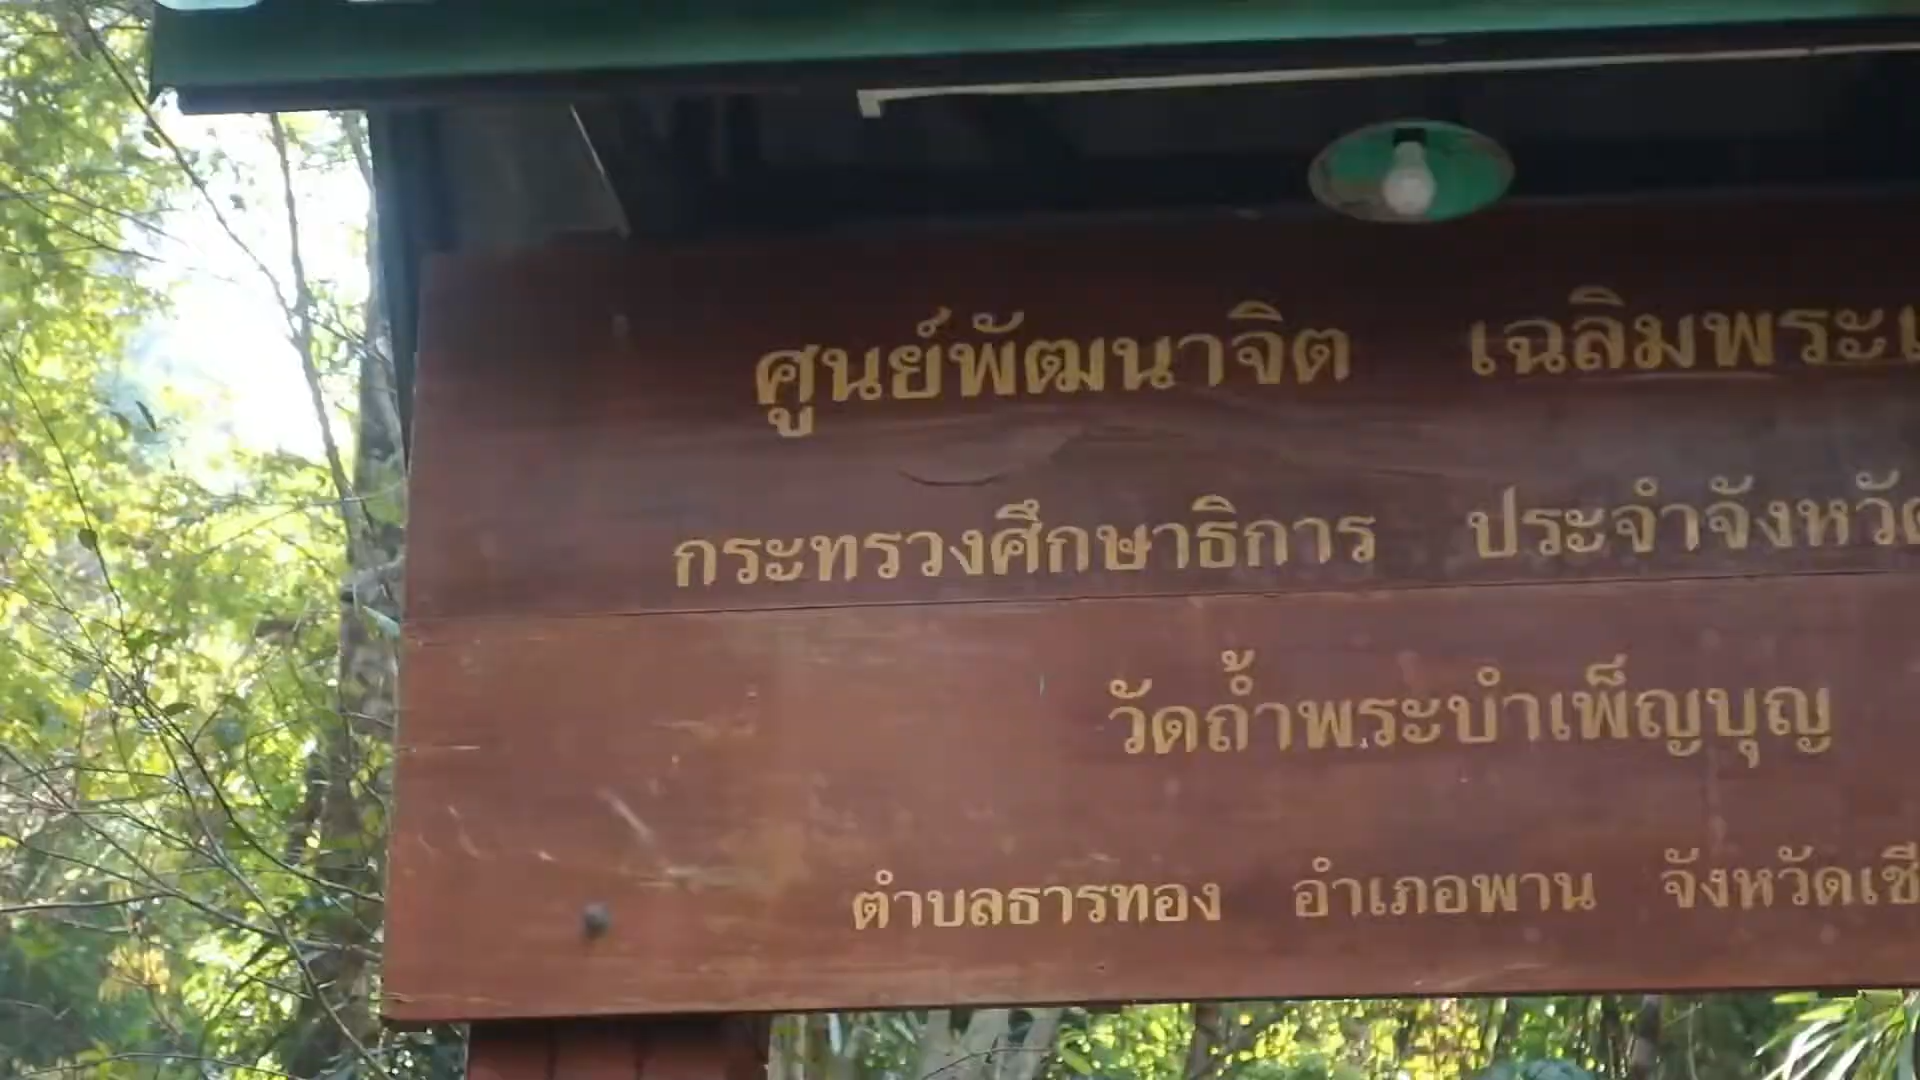 ศูนย์พัฒนาจิต เฉลิมพระเ
กระทรวงศึกษาธิการ ประจำจังหวัด
วัดถ้ำพระบำเพ็ญบุญ
ตำบลธารทอง อำเภอพาน จังหวัดเชี